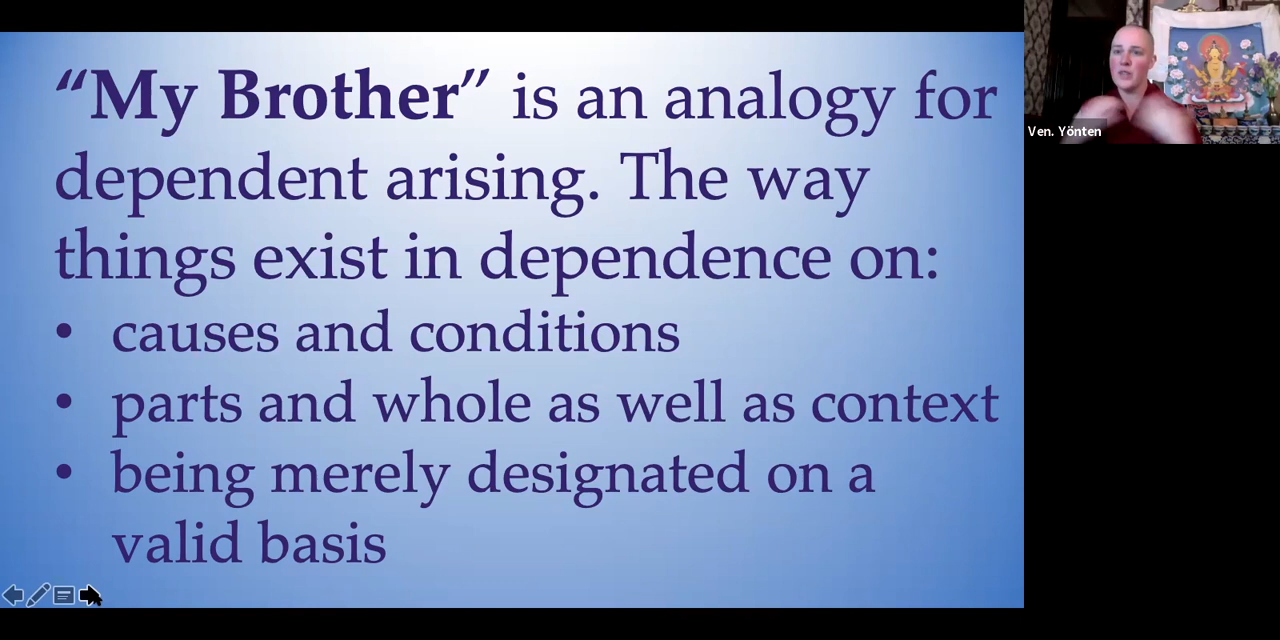 “My Brother” is an analogy for
dependent arising. The way
things exist in dependence on:
• causes and conditions
• parts and whole as well as context
• being merely designated on a
valid basis
Ven. Yönten